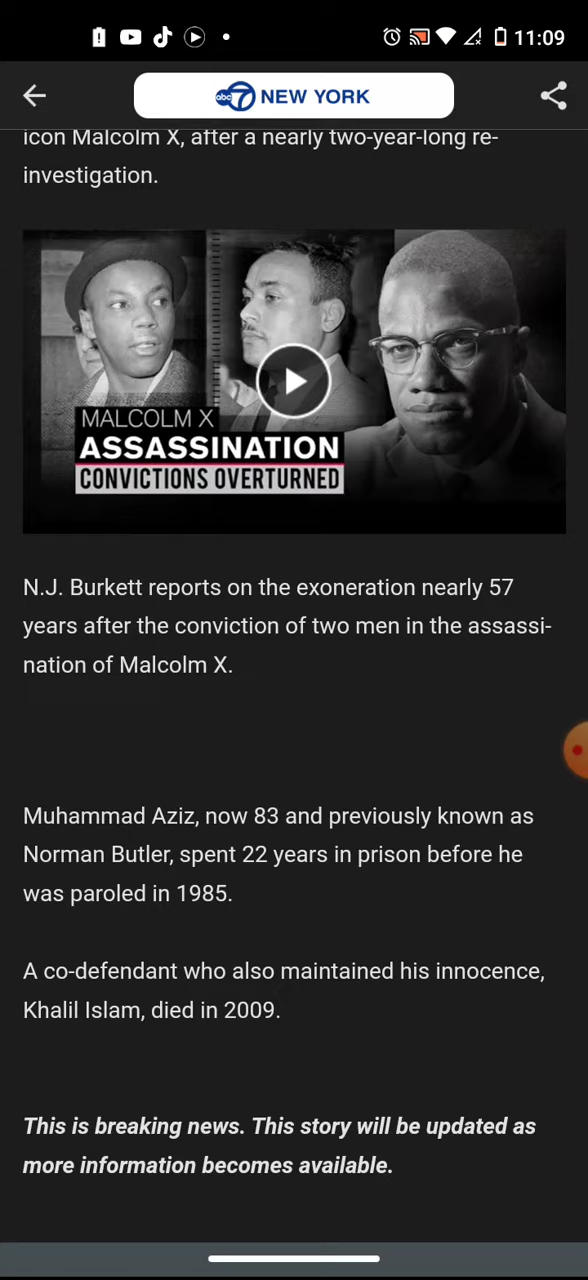 11:09
abc 7 NEW YORK
icon Malcolm X, after a nearly two-year-long re-
investigation.
MALCOLM X
ASSASSINATION
CONVICTIONS OVERTURNED
N.J. Burkett reports on the exoneration nearly 57
years after the conviction of two men in the assassi-
nation of Malcolm X.
Muhammad Aziz, now 83 and previously known as
Norman Butler, spent 22 years in prison before he
was paroled in 1985.
A co-defendant who also maintained his innocence,
Khalil Islam, died in 2009.
This is breaking news. This story will be updated as
more information becomes available.